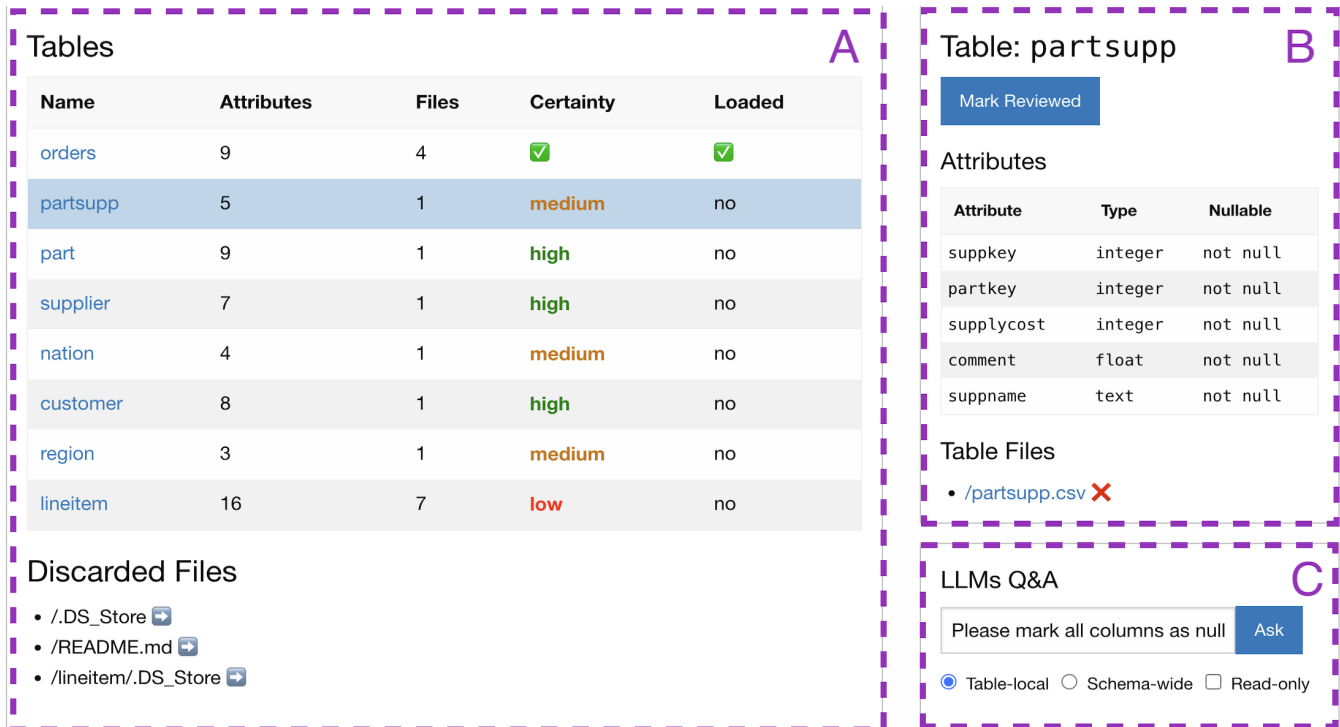 Tables
A
Name Attributes Files Certainty Loaded
orders 9 4 ✅ ✅
partsupp 5 1 medium no
part 9 1 high no
supplier 7 1 high no
nation 4 1 medium no
customer 8 1 high no
region 3 1 medium no
lineitem 16 7 low no
Discarded Files
• /.DS_Store ➡️
• /README.md ➡️
• /lineitem/.DS_Store ➡️
Table: partsupp
B
Mark Reviewed
Attributes
Attribute Type Nullable
suppkey integer not null
partkey integer not null
supplycost integer not null
comment float not null
suppname text not null
Table Files
• /partsupp.csv ❌
LLMs Q&A
C
Please mark all columns as null Ask
Table-local Schema-wide Read-only